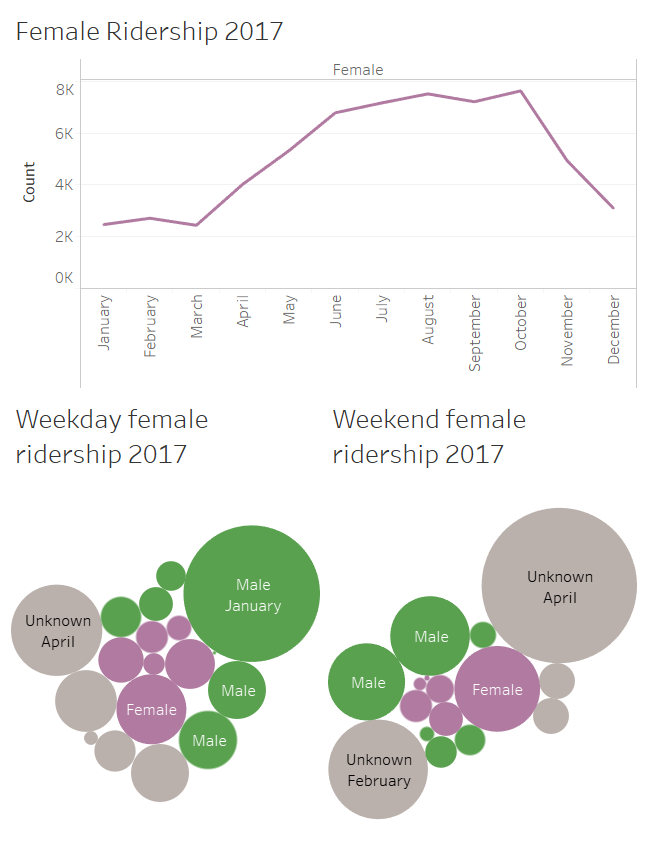 Female Ridership 2017
Female
8K
6K
4K
2K
0K
Count
January
February
March
April
May
June
July
August
September
October
November
December
Weekday female
ridership 2017
Male
January
Unknown
April
Male
Female
Male
Weekend female
ridership 2017
Unknown
April
Male
Male
Female
Unknown
February